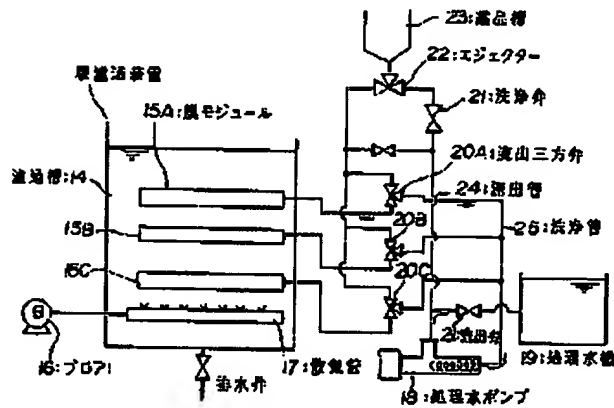 23:薬品槽
22:エジェクター
膜濾過装置
21:洗浄弁
15A:膜モジュール
20A:流出三方弁
濾過槽:14
24:流出管
15B
20B
25:洗浄管
15C
20C
B
流出弁
19:処理水槽
16:ブロア
17:散気管
排水弁
18:処理水ポンプ